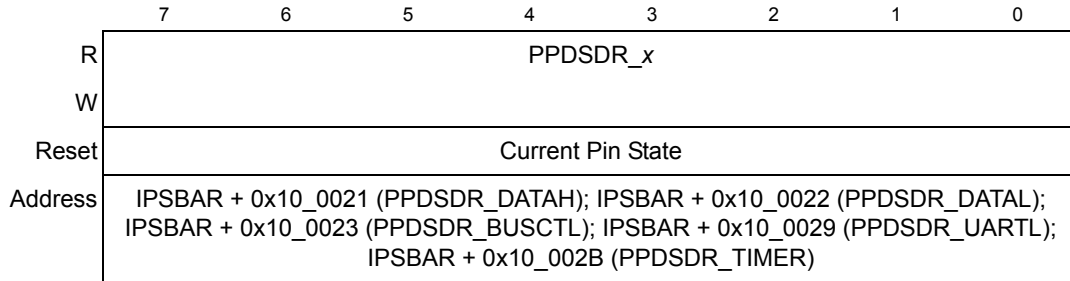 7 6 5 4 3 2 1 0
R PPDSDR_x
W
Reset Current Pin State
Address IPSBAR + 0x10_0021 (PPDSDR_DATAH); IPSBAR + 0x10_0022 (PPDSDR_DATAL);
IPSBAR + 0x10_0023 (PPDSDR_BUSCTL); IPSBAR + 0x10_0029 (PPDSDR_UARTL);
IPSBAR + 0x10_002B (PPDSDR_TIMER)